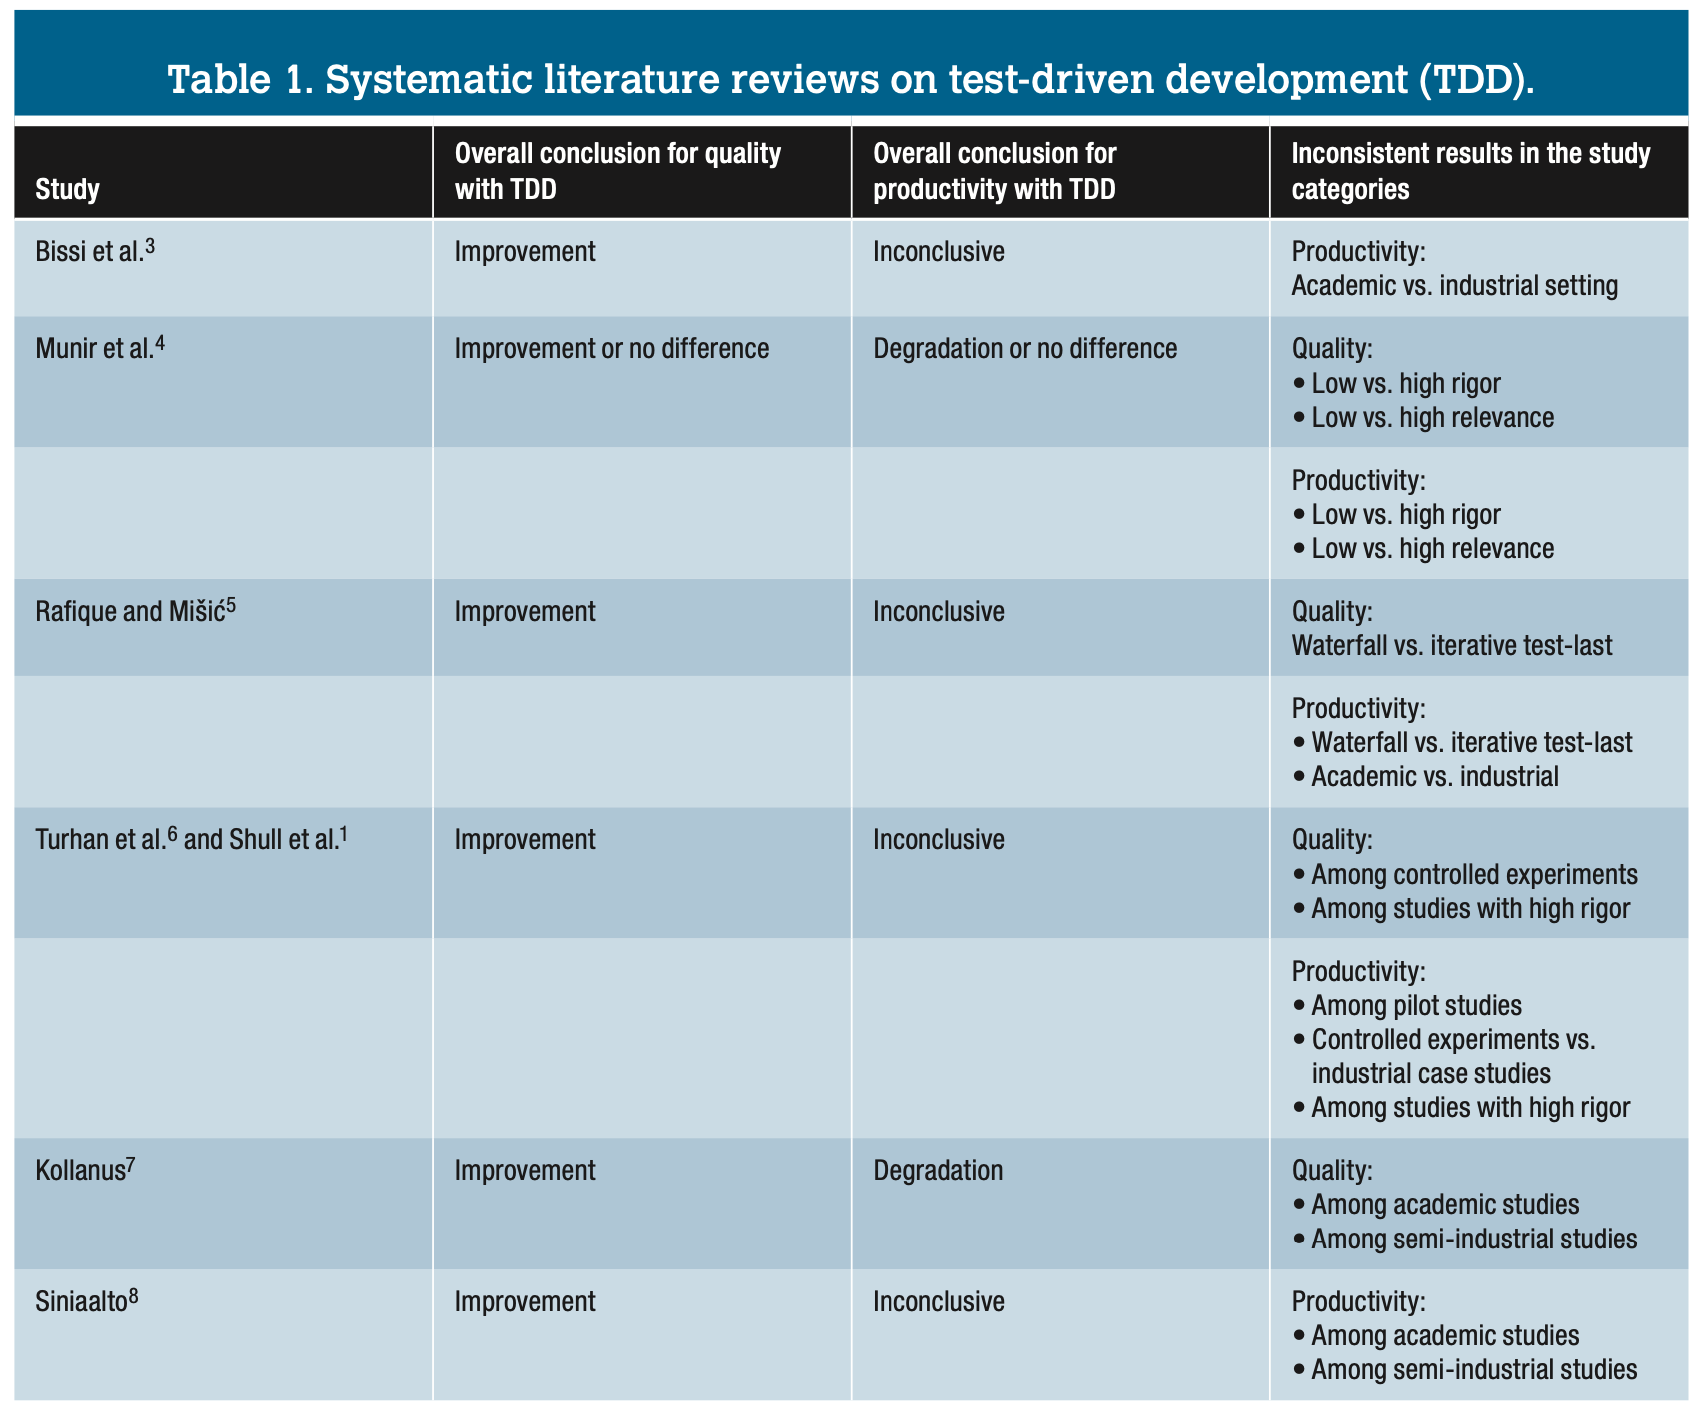 Table 1. Systematic literature reviews on test-driven development (TDD).
Study
Overall conclusion for quality
with TDD
Overall conclusion for
productivity with TDD
Inconsistent results in the study
categories
Bissi et al.3
Improvement
Inconclusive
Productivity:
Academic vs. industrial setting
Munir et al.4
Improvement or no difference
Degradation or no difference
Quality:
• Low vs. high rigor
• Low vs. high relevance
Productivity:
• Low vs. high rigor
• Low vs. high relevance
Rafique and Mišić5
Improvement
Inconclusive
Quality:
Waterfall vs. iterative test-last
Productivity:
• Waterfall vs. iterative test-last
• Academic vs. industrial
Turhan et al.6 and Shull et al.1
Improvement
Inconclusive
Quality:
• Among controlled experiments
• Among studies with high rigor
Productivity:
• Among pilot studies
• Controlled experiments vs.
industrial case studies
• Among studies with high rigor
Kollanus7
Improvement
Degradation
Quality:
• Among academic studies
• Among semi-industrial studies
Siniaalto8
Improvement
Inconclusive
Productivity:
• Among academic studies
• Among semi-industrial studies